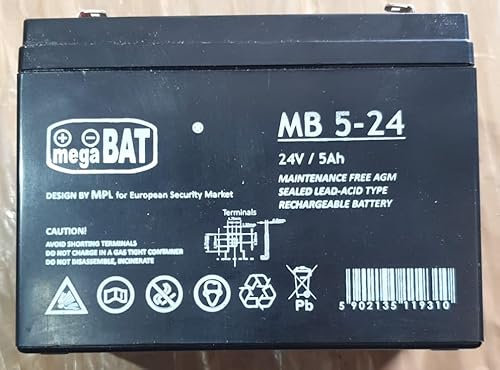 mega BAT
MB 5-24
24V / 5Ah
MAINTENANCE FREE AGM
SEALED LEAD-ACID TYPE
RECHARGEABLE BATTERY
DESIGN BY MPL for European Security Market
Terminals
CAUTION!
AVOID SHORTING TERMINALS
DO NOT CHARGE IN A GAS TIGHT CONTAINER
DO NOT DISASSEMBLE, INCINERATE
Pb
5 902135 119310